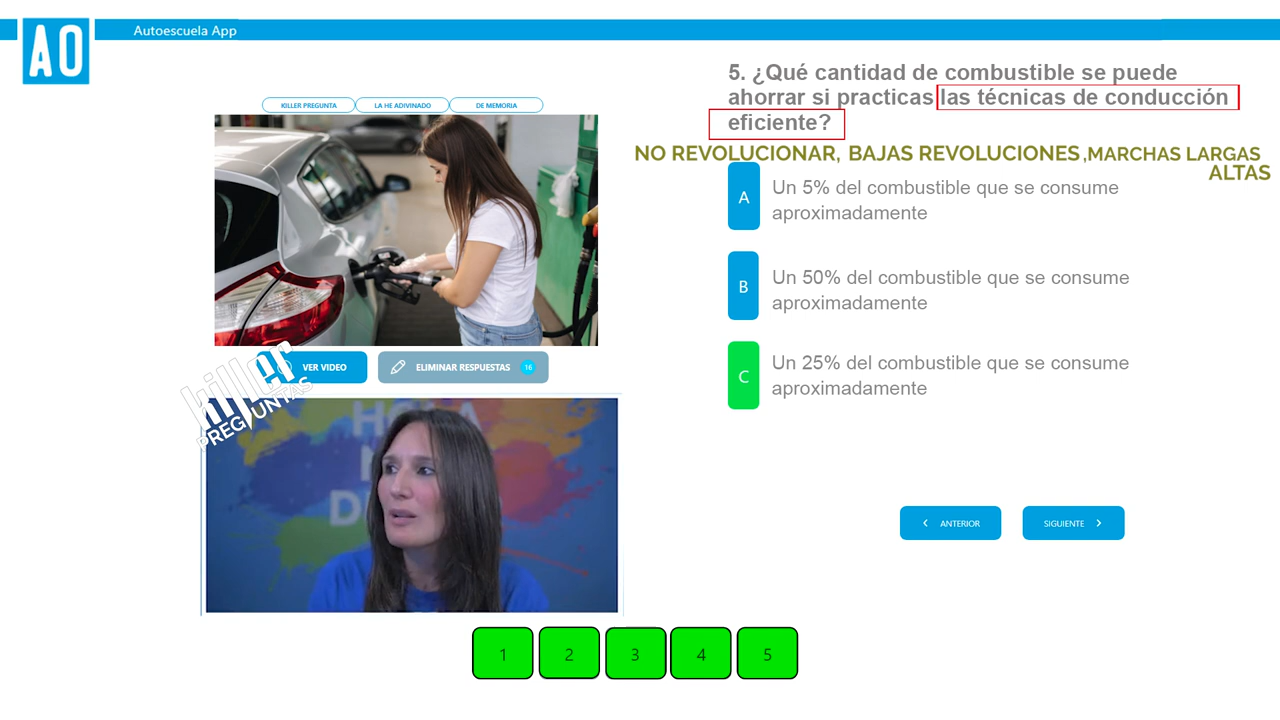 AO
Autoescuela App
KILLER PREGUNTA
LA HE ADIVINADO
DE MEMORIA
5. ¿Qué cantidad de combustible se puede
ahorrar si practicas las técnicas de conducción
eficiente?
NO REVOLUCIONAR, BAJAS REVOLUCIONES ,MARCHAS LARGAS
ALTAS
A
Un 5% del combustible que se consume
aproximadamente
B
Un 50% del combustible que se consume
aproximadamente
C
Un 25% del combustible que se consume
aproximadamente
VER VIDEO
ELIMINAR RESPUESTAS 16
killer
PREGUNTAS
ANTERIOR
SIGUIENTE
1 2 3 4 5